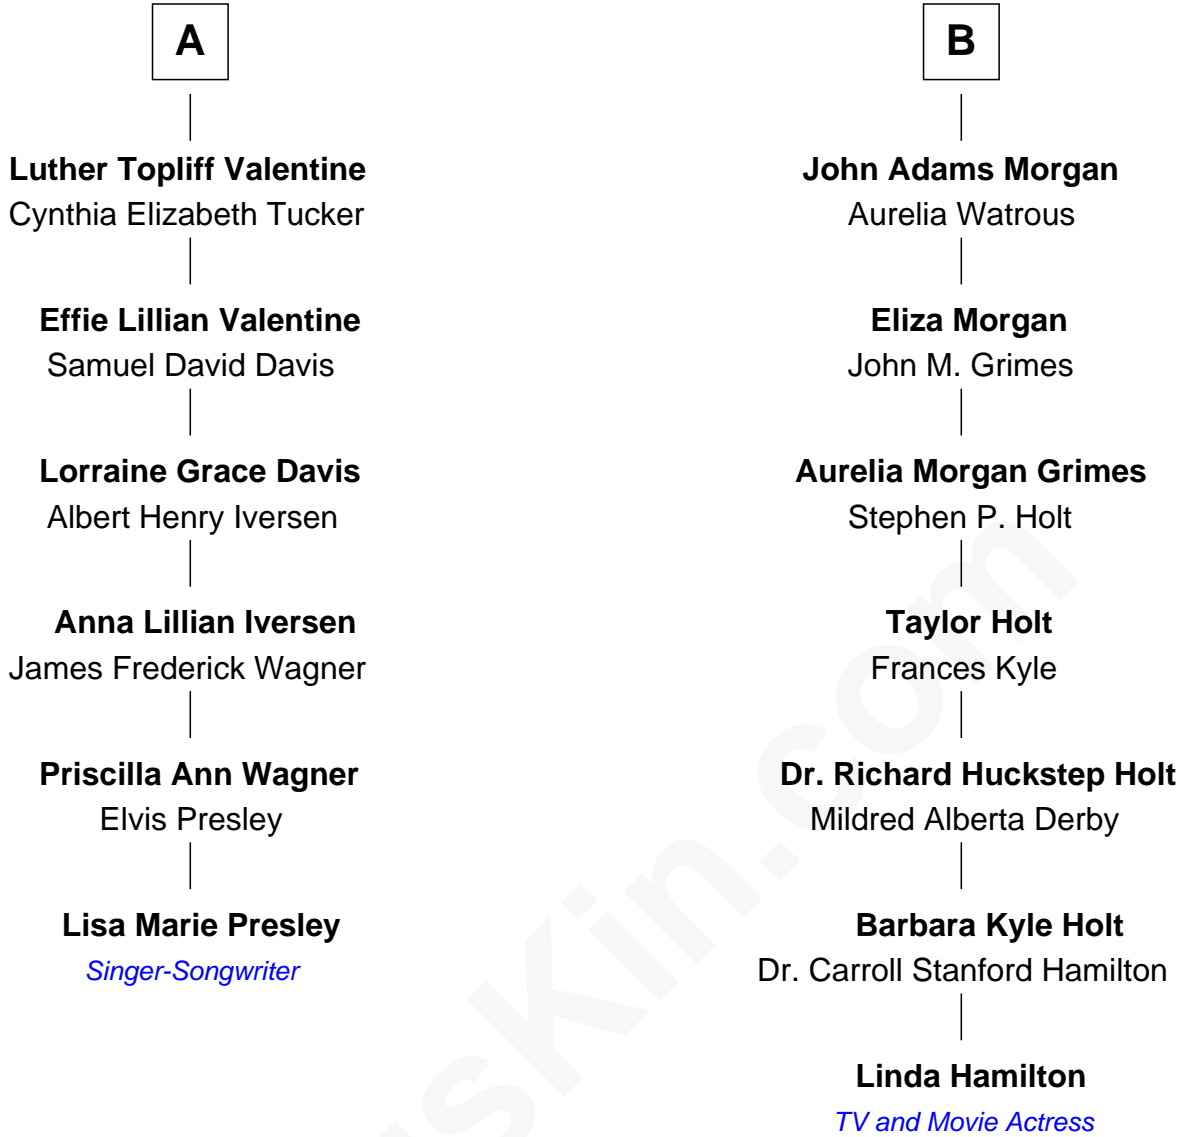 A
Luther Topliff Valentine
Cynthia Elizabeth Tucker
Effie Lillian Valentine
Samuel David Davis
Lorraine Grace Davis
Albert Henry Iversen
Anna Lillian Iversen
James Frederick Wagner
Priscilla Ann Wagner
Elvis Presley
Lisa Marie Presley
Singer-Songwriter
B
John Adams Morgan
Aurelia Watrous
Eliza Morgan
John M. Grimes
Aurelia Morgan Grimes
Stephen P. Holt
Taylor Holt
Frances Kyle
Dr. Richard Huckstep Holt
Mildred Alberta Derby
Barbara Kyle Holt
Dr. Carroll Stanford Hamilton
Linda Hamilton
TV and Movie Actress